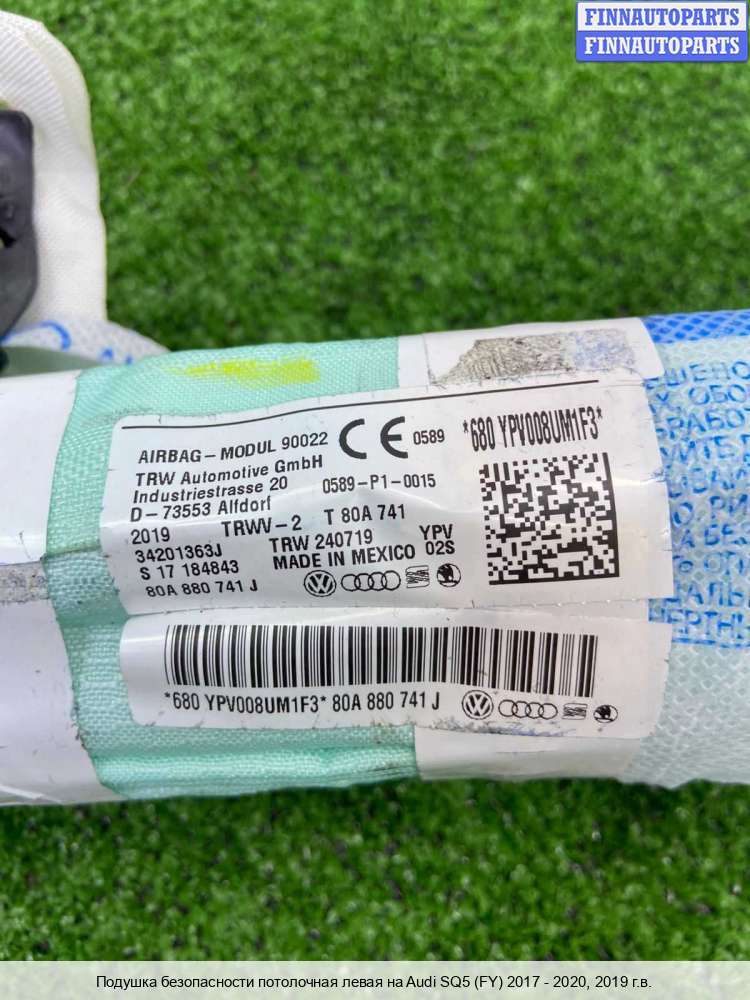 FINNAUTOPARTS
FINNAUTOPARTS
AIRBAG-MODUL 90022
TRW Automotive GmbH
Industriestrasse 20
D-73553 Alfdorf
CE 0589
0589-P1-0015
*680 YPV008UM1F3*
2019 TRWV-2 T 80A 741
34201363J TRW 240719 YPV
S 17 184843 MADE IN MEXICO 02S
80A 880 741 J
*680 YPV008UM1F3* 80A 880 741 J
Подушка безопасности потолочная левая на Audi SQ5 (FY) 2017 - 2020, 2019 г.в.